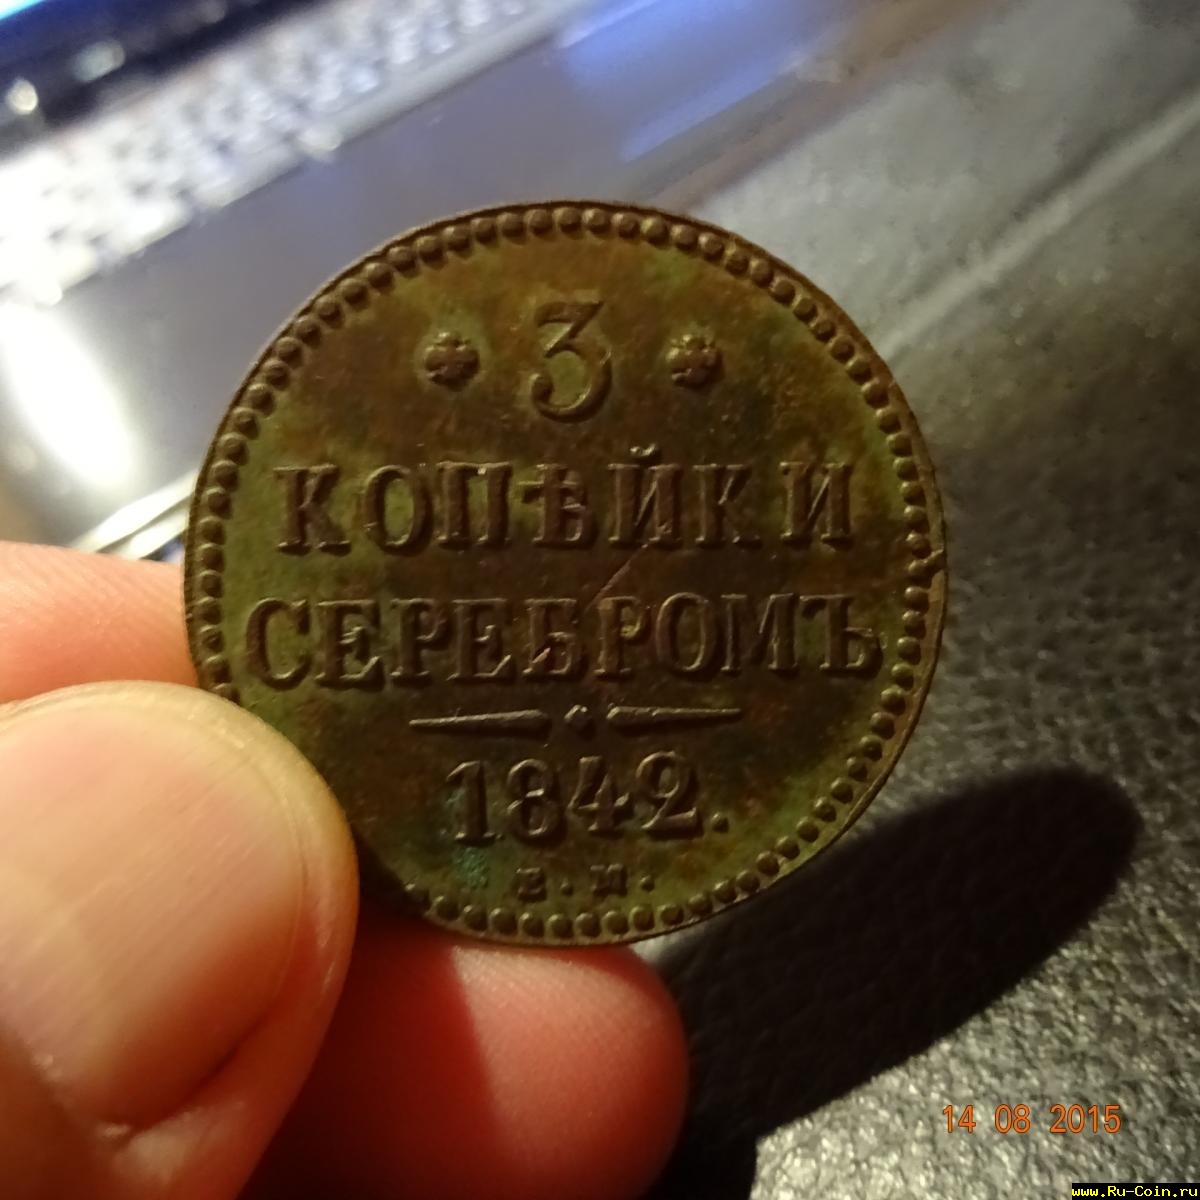 3
КОПѢЙКИ
СЕРЕБРОМЪ
1842.
Е.М.
14 08 2015
www.Ru-Coin.ru